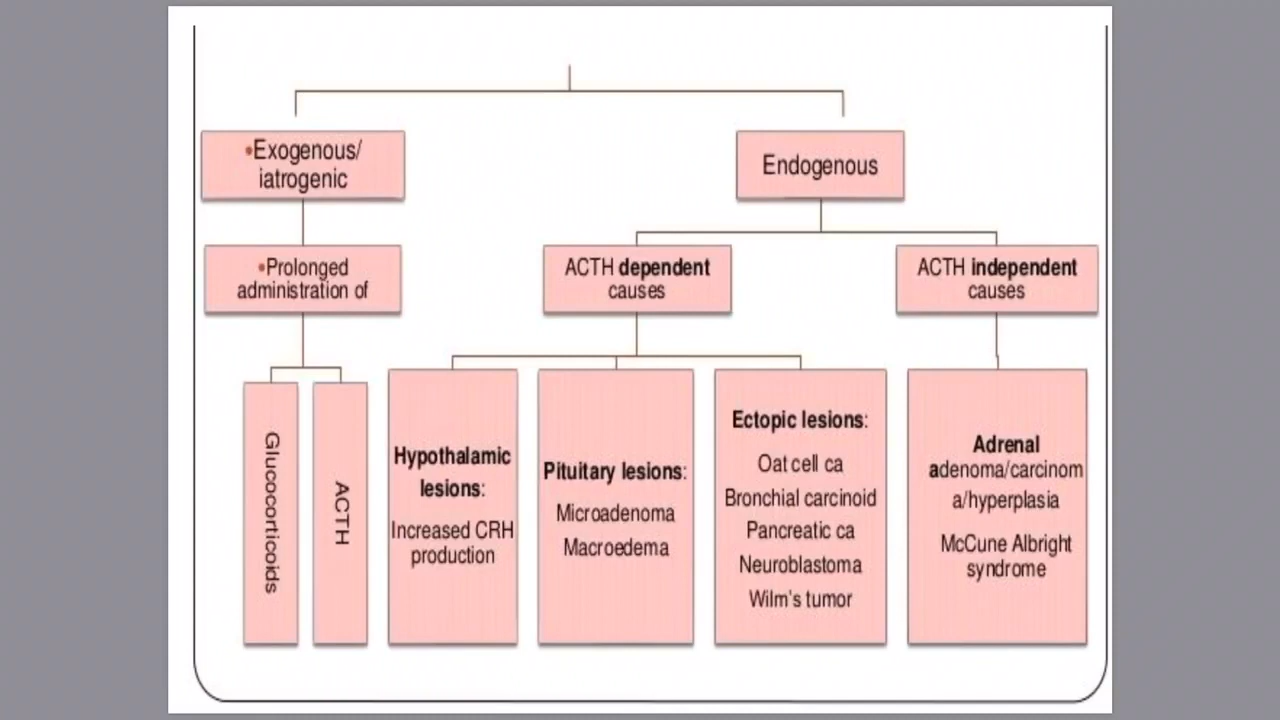 •Exogenous/
iatrogenic
Endogenous
•Prolonged
administration of
ACTH dependent
causes
ACTH independent
causes
Glucocorticoids
ACTH
Hypothalamic
lesions:
Increased CRH
production
Pituitary lesions:
Microadenoma
Macroedema
Ectopic lesions:
Oat cell ca
Bronchial carcinoid
Pancreatic ca
Neuroblastoma
Wilm's tumor
Adrenal
adenoma/carcinom
a/hyperplasia
McCune Albright
syndrome